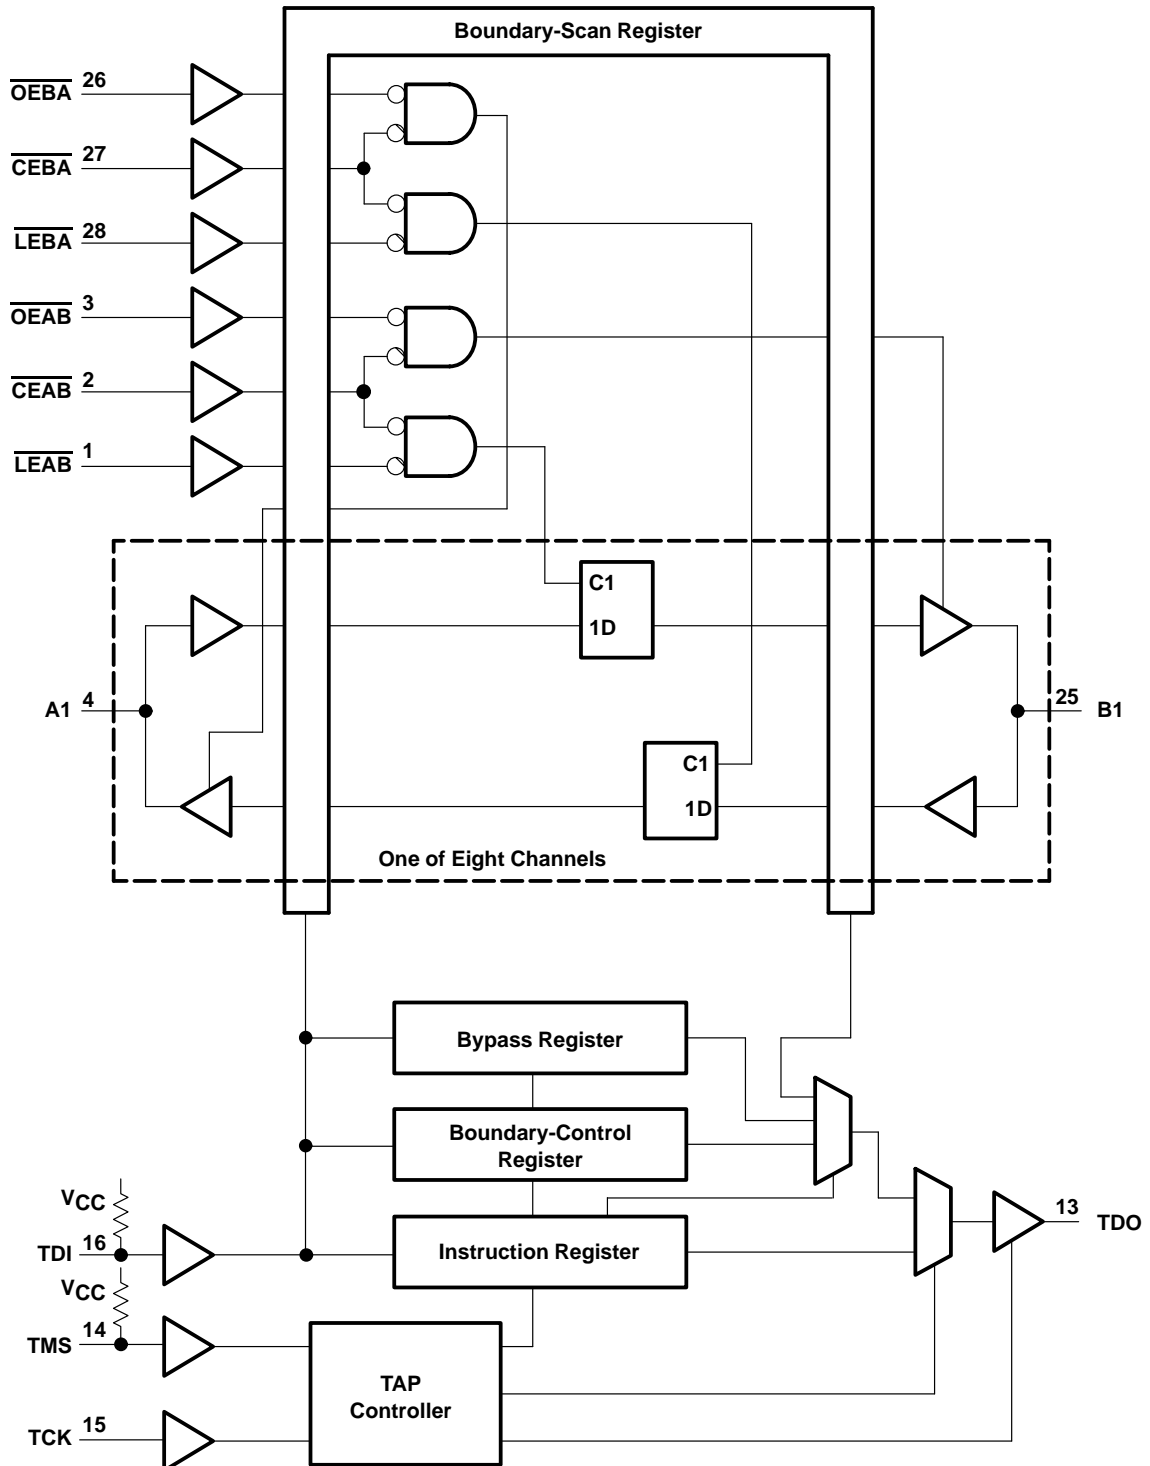 Boundary-Scan Register
OEBA 26
CEBA 27
LEBA 28
OEAB 3
CEAB 2
LEAB 1
C1
1D
A1 4
25 B1
C1
1D
One of Eight Channels
Bypass Register
Boundary-Control
Register
VCC
TDI 16
Instruction Register
13 TDO
VCC
TMS 14
TAP
Controller
TCK 15